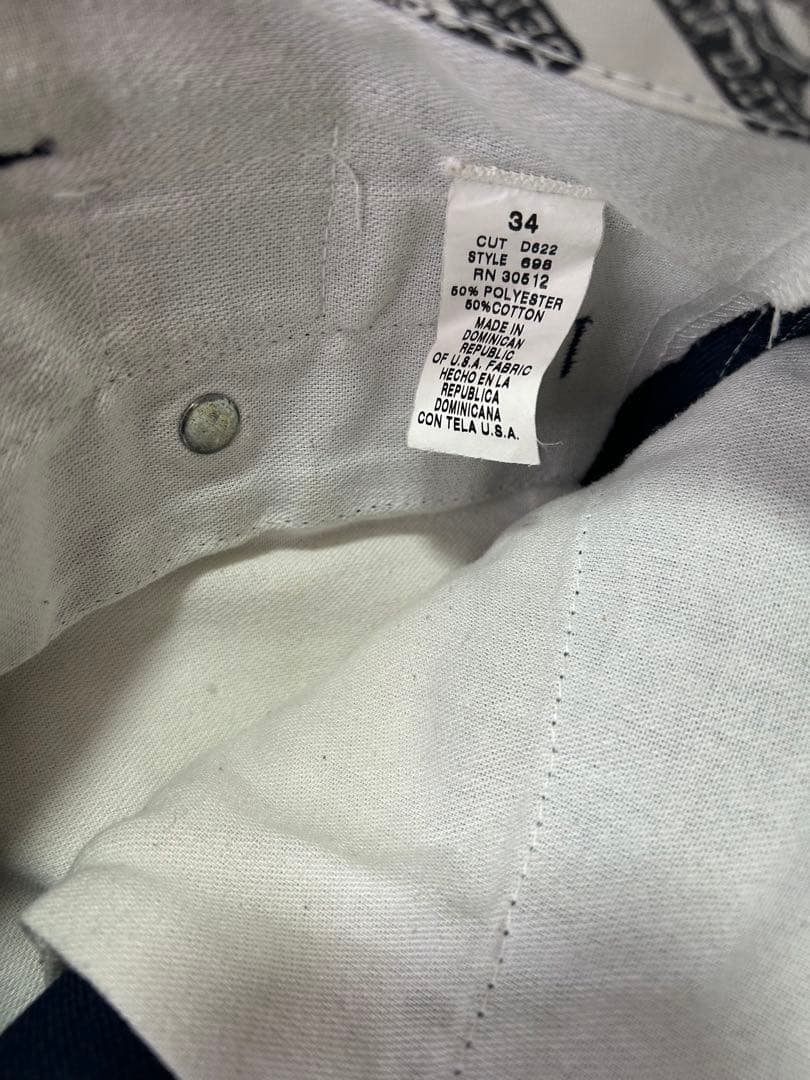 34
CUT D622
STYLE 696
RN 30512
50% POLYESTER
50%COTTON
MADE IN
DOMINICAN
REPUBLIC
OF U.S.A. FABRIC
HECHO EN LA
REPUBLICA
DOMINICANA
CON TELA U.S.A.